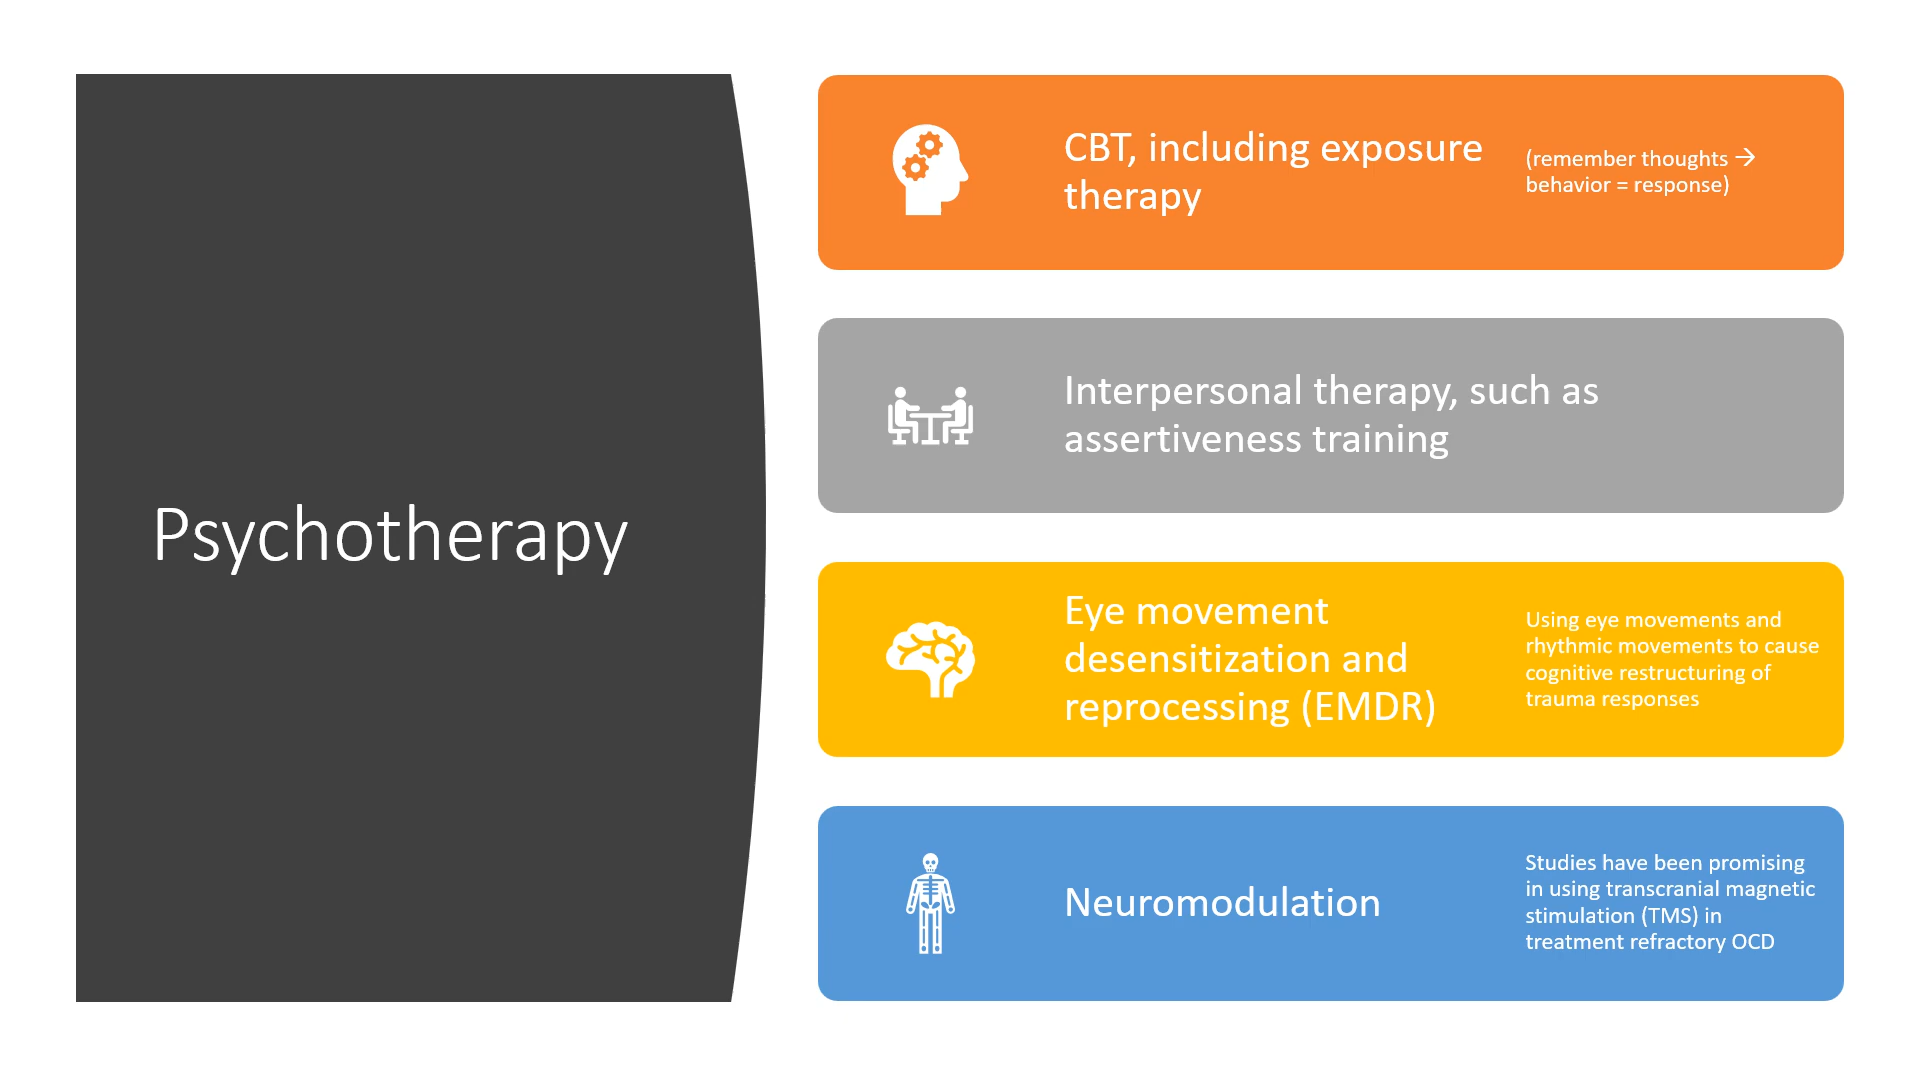 Psychotherapy
CBT, including exposure
therapy
(remember thoughts →
behavior = response)
Interpersonal therapy, such as
assertiveness training
Eye movement
desensitization and
reprocessing (EMDR)
Using eye movements and
rhythmic movements to cause
cognitive restructuring of
trauma responses
Neuromodulation
Studies have been promising
in using transcranial magnetic
stimulation (TMS) in
treatment refractory OCD